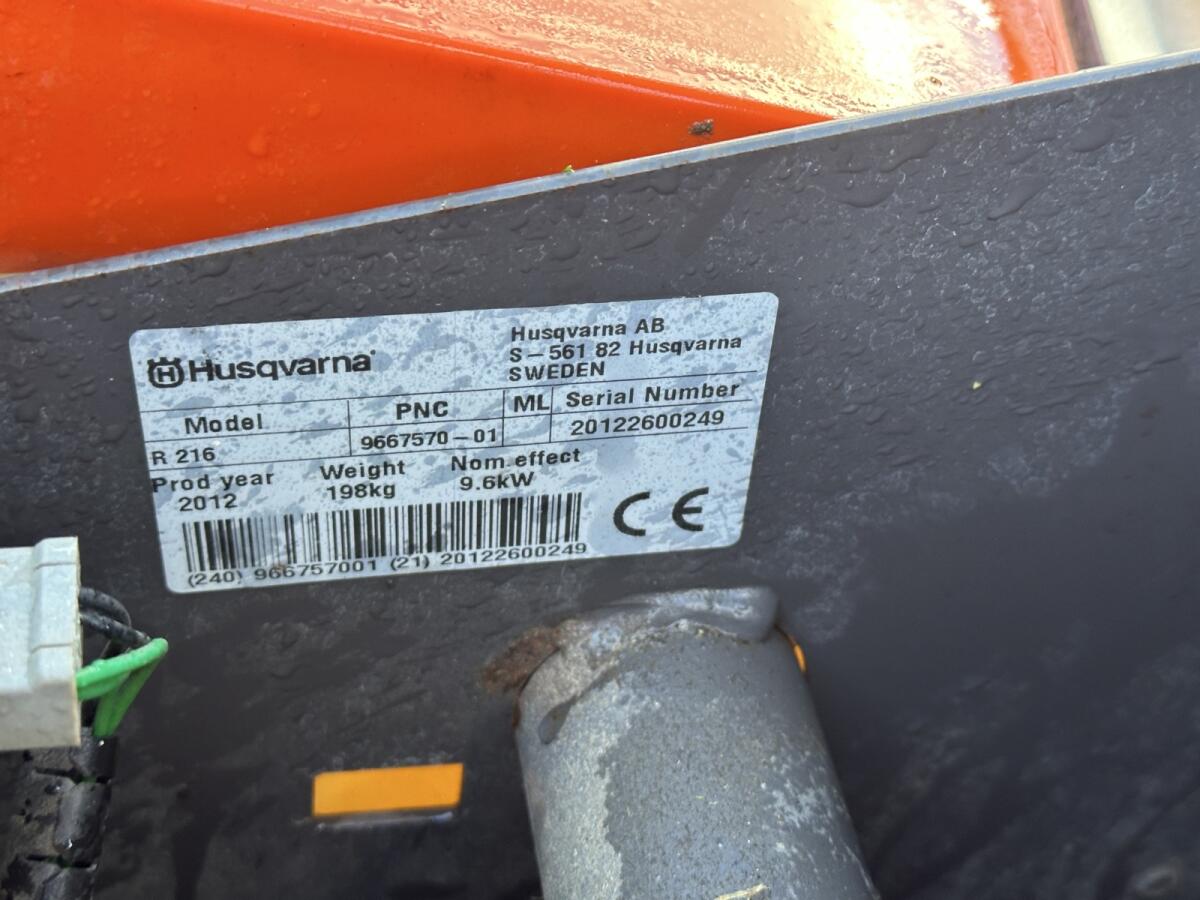 Husqvarna
Husqvarna AB
S-561 82 Husqvarna
SWEDEN
Model PNC ML Serial Number
R 216 9667570-01 20122600249
Prod year Weight Nom. effect
2012 198kg 9.6kW
CE
(240) 966757001 (21) 20122600249